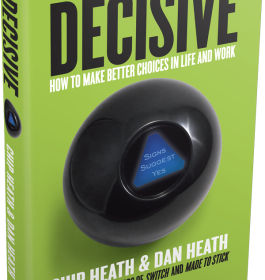 DECISIVE
HOW TO MAKE BETTER CHOICES IN LIFE AND WORK
SIGNS
SUGGEST
YES
CHIP HEATH & DAN HEATH
SWITCH AND MADE TO STICK
DECISIVE
CHIP HEATH & DAN HEATH